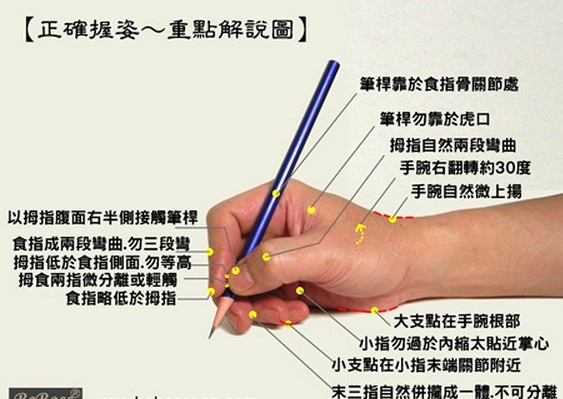 【正確握姿～重點解說圖】
筆桿靠於食指骨關節處
筆桿勿靠於虎口
拇指自然兩段彎曲
手腕右翻轉約30度
手腕自然微上揚
以拇指腹面右半側接觸筆桿
食指成兩段彎曲.勿三段彎
拇指低於食指側面.勿等高
拇食兩指微分離或輕觸
食指略低於拇指
大支點在手腕根部
小指勿過於內縮太貼近掌心
小支點在小指末端關節附近
末三指自然併攏成一體.不可分離